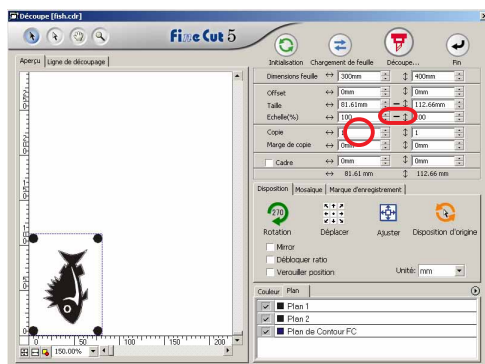 Découpe [fish.cdr]
FineCut 5
Initialisation Chargement de feuille Découpe... Fin
Aperçu Ligne de découpage
Dimensions feuille 300mm 400mm
Offset 0mm 0mm
Taille 81.61mm 112.66mm
Echelle(%) 100 100
Copie 1 1
Marge de copie 0mm 0mm
Cadre 0mm 0mm
81.61 mm 112.66 mm
Disposition Mosaïque Marque d'enregistrement
270
Rotation Déplacer Ajuster Disposition d'origine
Mirror
Débloquer ratio
Verouiller position Unité: mm
Couleur Plan
Plan 1
Plan 2
Plan de Contour FC
0 50 100 150 200
150.00%